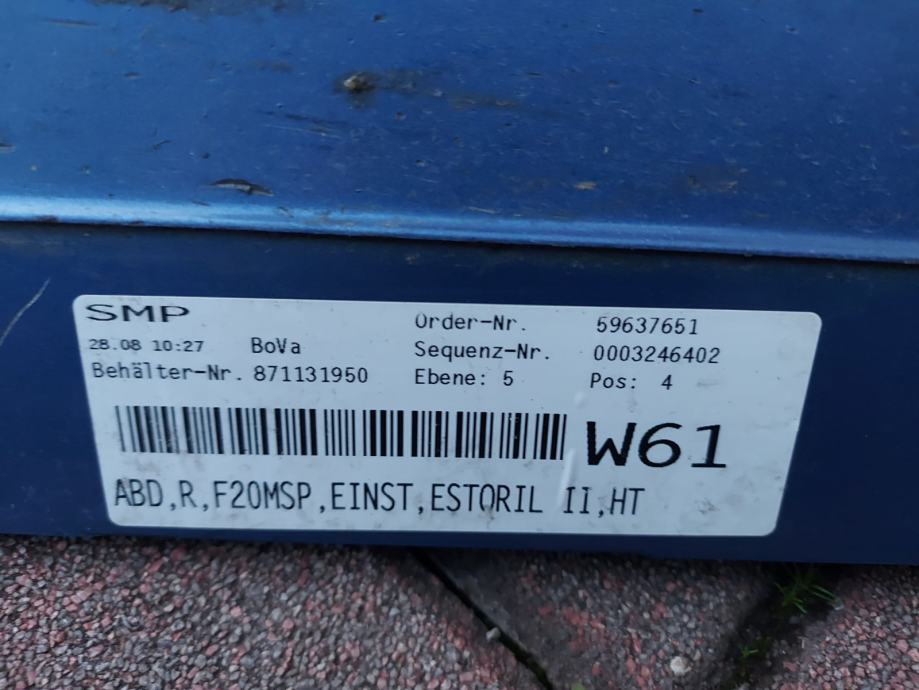 SMP Order-Nr. 59637651
28.08 10:27 BoVa Sequenz-Nr. 0003246402
Behälter-Nr. 871131950 Ebene: 5 Pos: 4
W61
ABD,R,F20MSP,EINST,ESTORIL II,HT